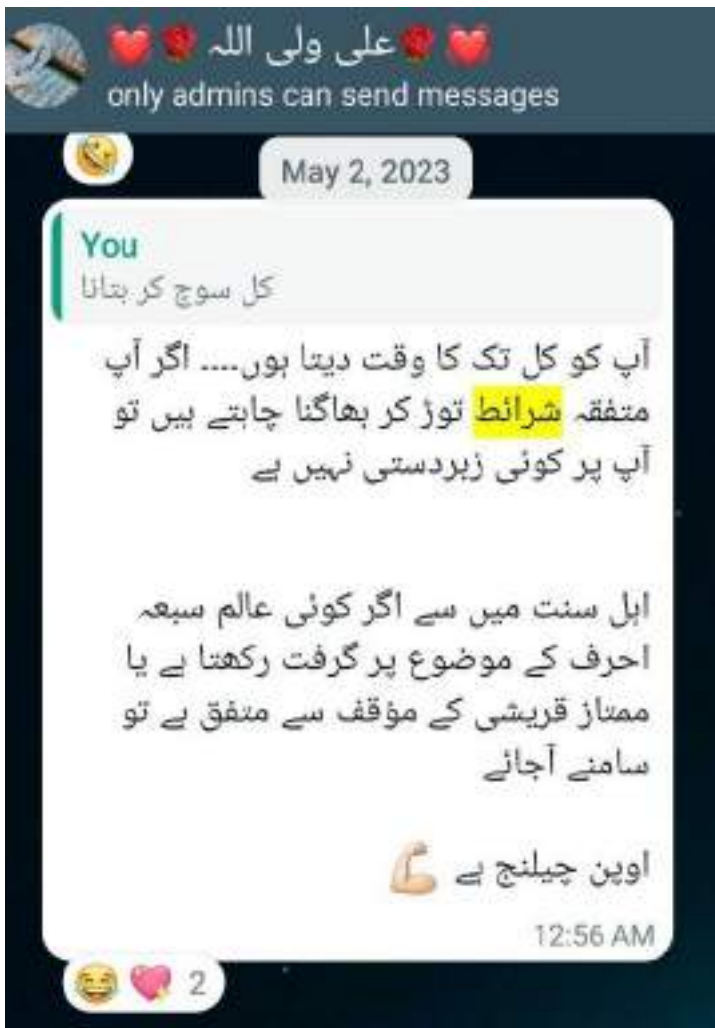 ❤️🌹علی ولی اللہ🌹❤️
only admins can send messages
May 2, 2023
You
کل سوچ کر بتانا
آپ کو کل تک کا وقت دیتا ہوں.... اگر آپ
متفقہ شرائط توڑ کر بھاگنا چاہتے ہیں تو
آپ پر کوئی زبردستی نہیں ہے
اہل سنت میں سے اگر کوئی عالم سبعہ
احرف کے موضوع پر گرفت رکھتا ہے یا
ممتاز قریشی کے مؤقف سے متفق ہے تو
سامنے آجائے
اوپن چیلنج ہے 💪🏻
12:56 AM
😂 💘 2